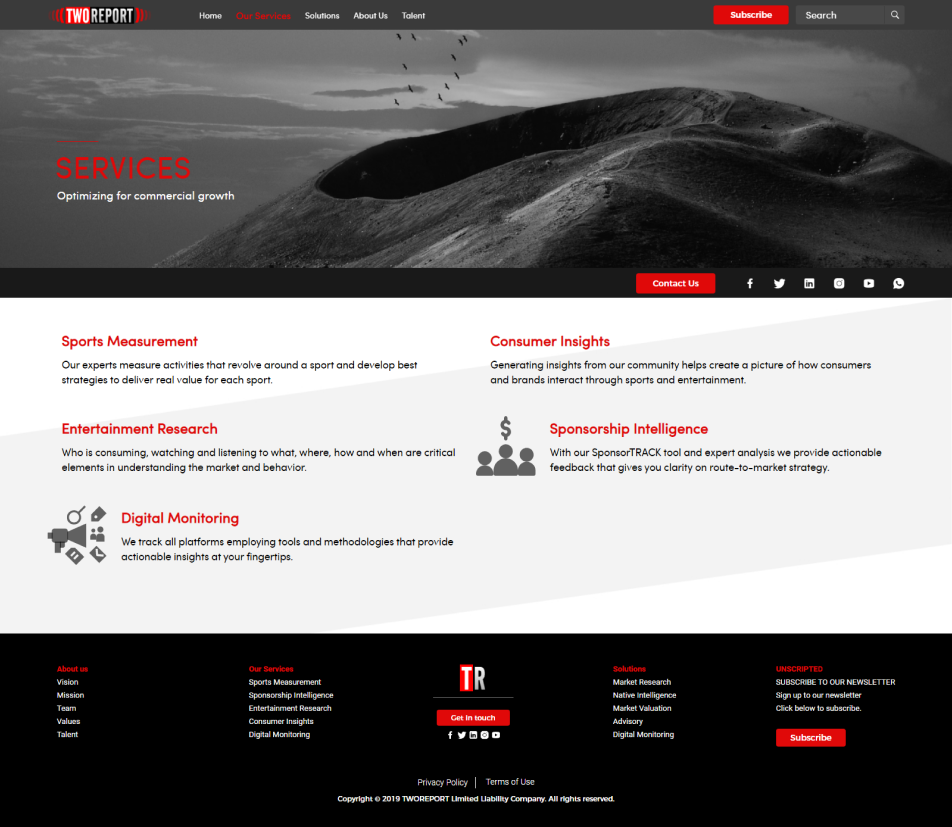 TWOREPORT
Home Our Services Solutions About Us Talent
Subscribe
Search
SERVICES
Optimizing for commercial growth
Contact Us
Sports Measurement
Our experts measure activities that revolve around a sport and develop best
strategies to deliver real value for each sport.
Consumer Insights
Generating insights from our community helps create a picture of how consumers
and brands interact through sports and entertainment.
Entertainment Research
Who is consuming, watching and listening to what, where, how and when are critical
elements in understanding the market and behavior.
$
Sponsorship Intelligence
With our SponsorTRACK tool and expert analysis we provide actionable
feedback that gives you clarity on route-to-market strategy.
Digital Monitoring
We track all platforms employing tools and methodologies that provide
actionable insights at your fingertips.
About us
Vision
Mission
Team
Values
Talent
Our Services
Sports Measurement
Sponsorship Intelligence
Entertainment Research
Consumer Insights
Digital Monitoring
TR
Get in touch
Solutions
Market Research
Native Intelligence
Market Valuation
Advisory
Digital Monitoring
UNSCRIPTED
SUBSCRIBE TO OUR NEWSLETTER
Sign up to our newsletter
Click below to subscribe.
Subscribe
Privacy Policy | Terms of Use
Copyright © 2019 TWOREPORT Limited Liability Company. All rights reserved.